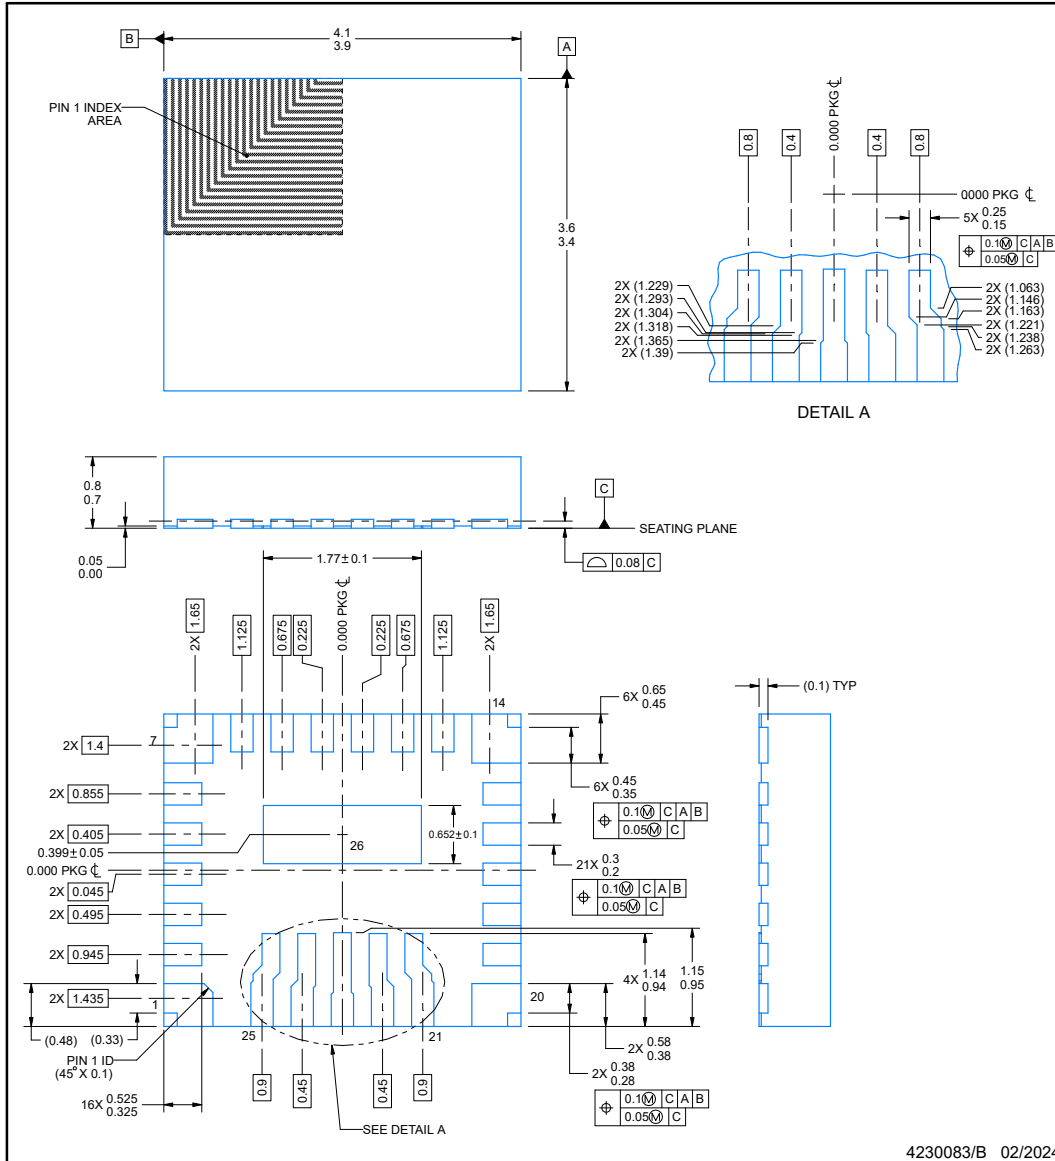 B
4.1
3.9
A
PIN 1 INDEX
AREA
3.6
3.4
0.8
0.4
0.000 PKG ℄
0.4
0.8
0000 PKG ℄
5X 0.25
0.15
⌖ 0.1Ⓜ C A B
0.05Ⓜ C
2X (1.229)
2X (1.293)
2X (1.304)
2X (1.318)
2X (1.365)
2X (1.39)
2X (1.063)
2X (1.146)
2X (1.163)
2X (1.221)
2X (1.238)
2X (1.263)
DETAIL A
0.8
0.7
0.05
0.00
C
SEATING PLANE
⌓ 0.08 C
1.77± 0.1
2X 1.65
1.125
0.675
0.225
0.000 PKG ℄
0.225
0.675
1.125
2X 1.65
(0.1) TYP
6X 0.65
0.45
14
7
2X 1.4
6X 0.45
0.35
⌖ 0.1Ⓜ C A B
0.05Ⓜ C
2X 0.855
2X 0.405
0.399± 0.05
26
0.652± 0.1
21X 0.3
0.2
⌖ 0.1Ⓜ C A B
0.05Ⓜ C
0.000 PKG ℄
2X 0.045
2X 0.495
2X 0.945
2X 1.435
1
20
4X 1.14
0.94
1.15
0.95
(0.48)
(0.33)
25
21
PIN 1 ID
(45° X 0.1)
16X 0.525
0.325
0.9
0.45
0.45
0.9
2X 0.58
0.38
2X 0.38
0.28
⌖ 0.1Ⓜ C A B
0.05Ⓜ C
SEE DETAIL A
4230083/B 02/2024